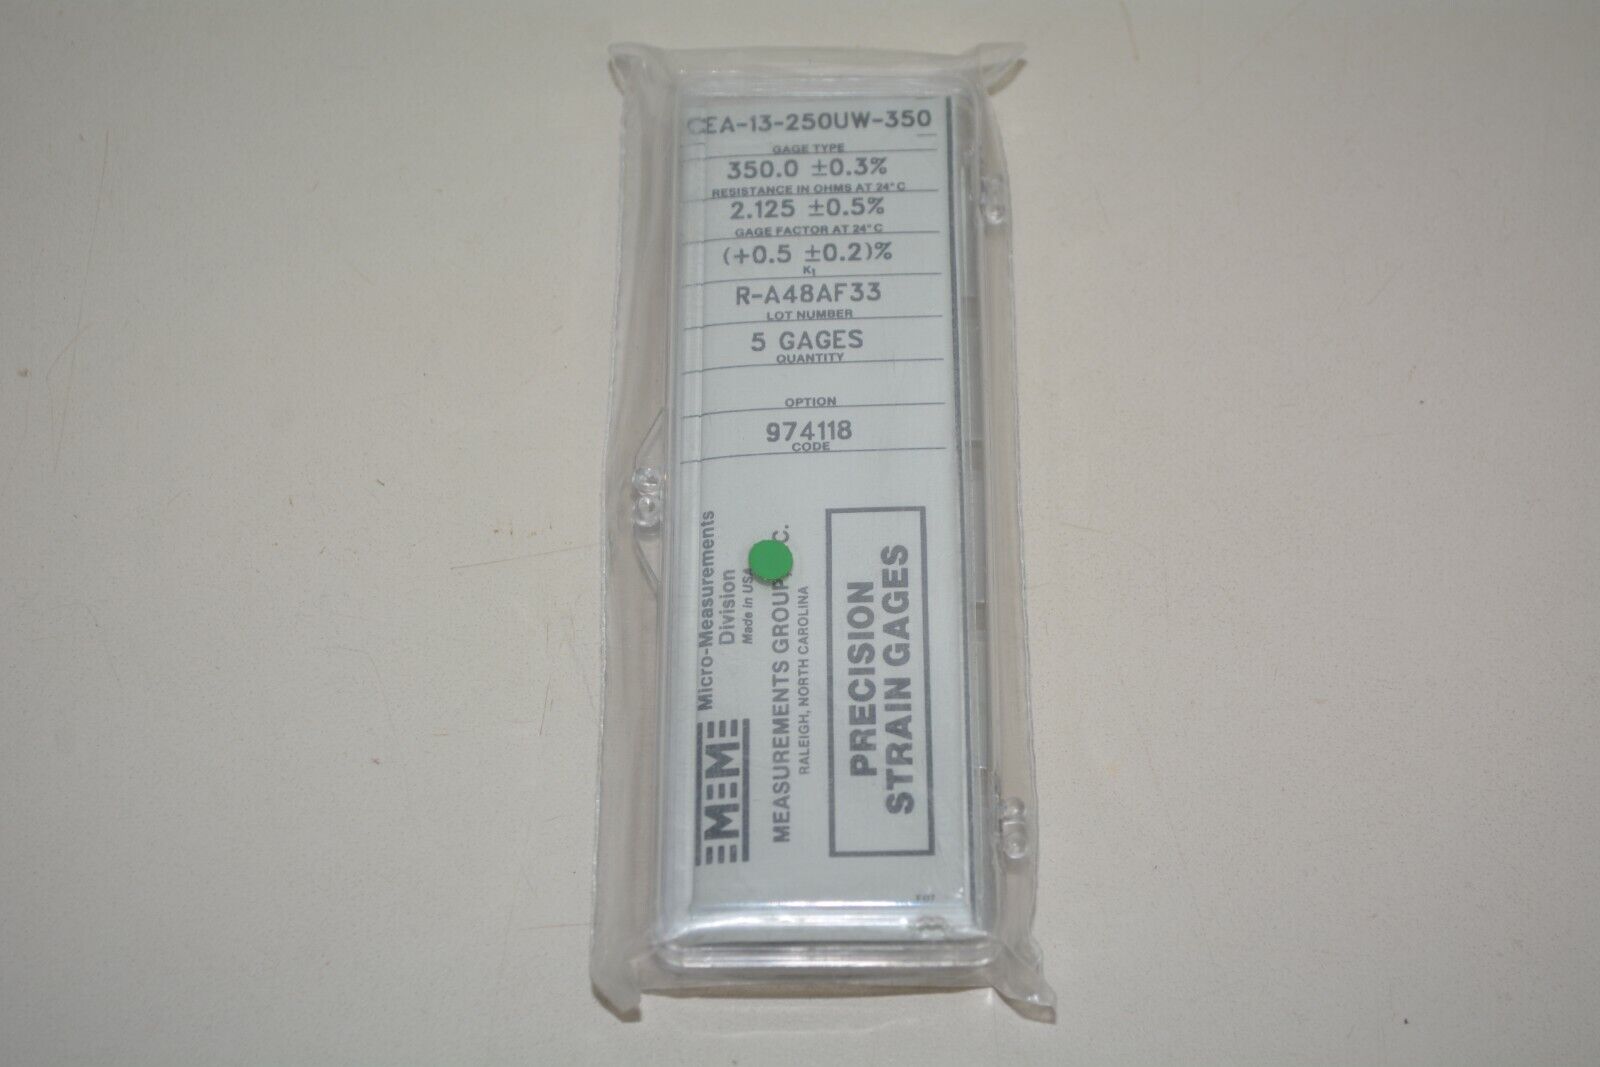 CEA-13-250UW-350
GAGE TYPE
350.0 ±0.3%
RESISTANCE IN OHMS AT 24°C
2.125 ±0.5%
GAGE FACTOR AT 24°C
(+0.5 ±0.2)%
Kt
R-A48AF33
LOT NUMBER
5 GAGES
QUANTITY
OPTION
974118
CODE
MM
Micro-Measurements
Division
Made in USA
MEASUREMENTS GROUP,
RALEIGH, NORTH CAROLINA
PRECISION
STRAIN GAGES